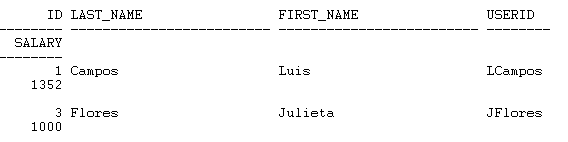 ID LAST_NAME FIRST_NAME USERID
-------- ------------------------- ------------------------- --------
SALARY
--------
1 Campos Luis LCampos
1352
3 Flores Julieta JFlores
1000